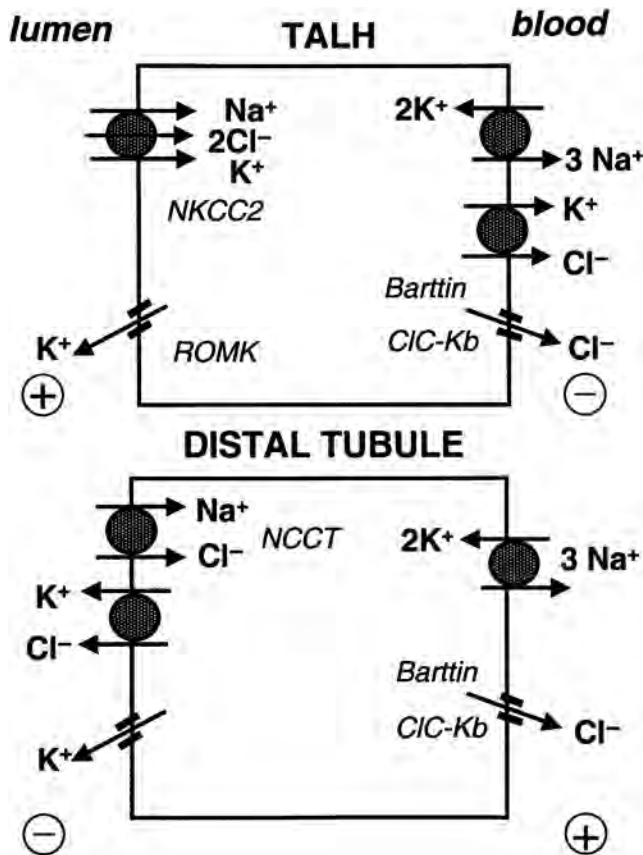 lumen TALH blood
Na⁺ 2K⁺
2Cl⁻
K⁺ 3 Na⁺
NKCC2 K⁺
Cl⁻
Barttin
K⁺ ROMK ClC-Kb Cl⁻
+ −
DISTAL TUBULE
Na⁺ NCCT 2K⁺
Cl⁻ 3 Na⁺
K⁺
Cl⁻
Barttin
K⁺ ClC-Kb Cl⁻
− +